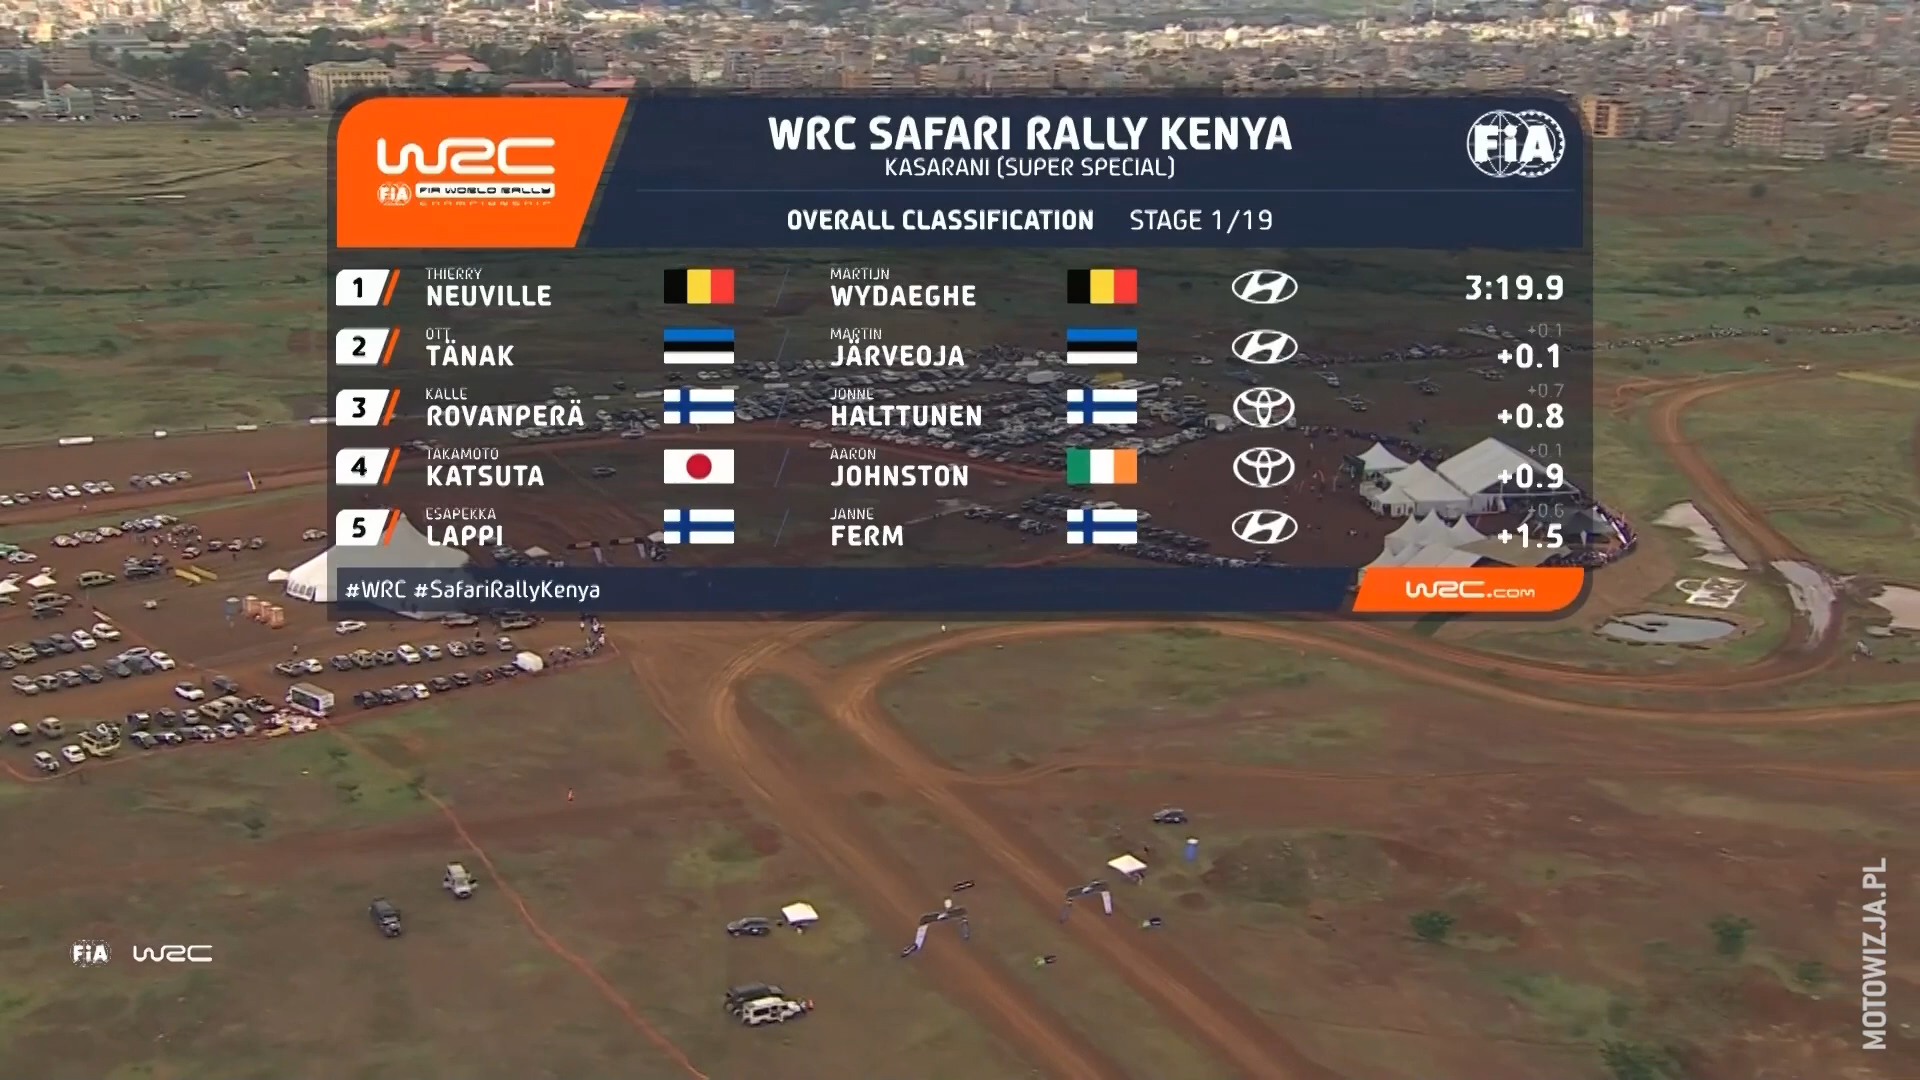 WRC
FIA WORLD RALLY
CHAMPIONSHIP
WRC SAFARI RALLY KENYA
KASARANI (SUPER SPECIAL)
FiA
OVERALL CLASSIFICATION STAGE 1/19
1 THIERRY NEUVILLE MARTIJN WYDAEGHE 3:19.9
2 OTT TÄNAK MARTIN JÄRVEOJA +0.1 +0.1
3 KALLE ROVANPERÄ JONNE HALTTUNEN +0.7 +0.8
4 TAKAMOTO KATSUTA AARON JOHNSTON +0.1 +0.9
5 ESAPEKKA LAPPI JANNE FERM +0.6 +1.5
#WRC #SafariRallyKenya WRC.COM
FiA WRC
MOTOWIZJA.PL